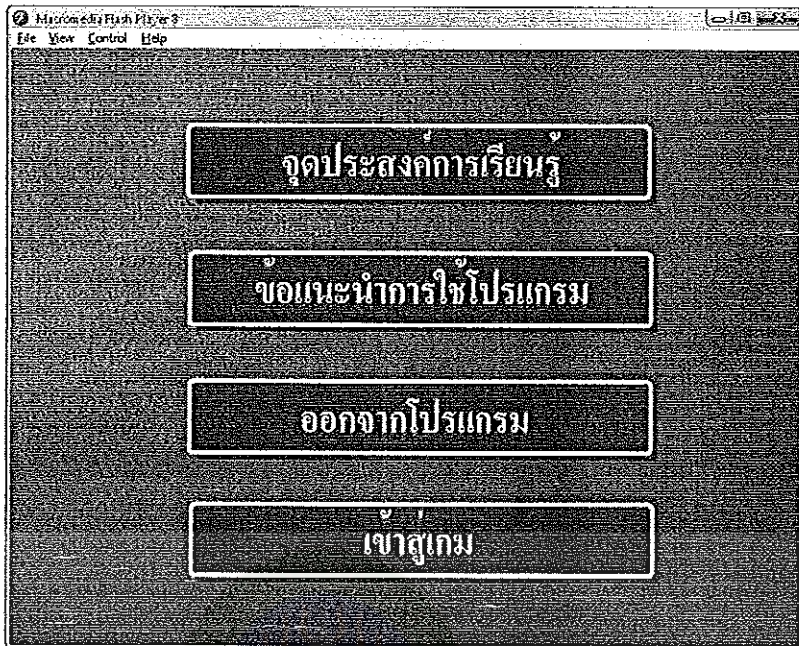 Macromedia Flash Player 8
File View Control Help
จุดประสงค์การเรียนรู้
ข้อแนะนำการใช้โปรแกรม
ออกจากโปรแกรม
เข้าสู่เกม